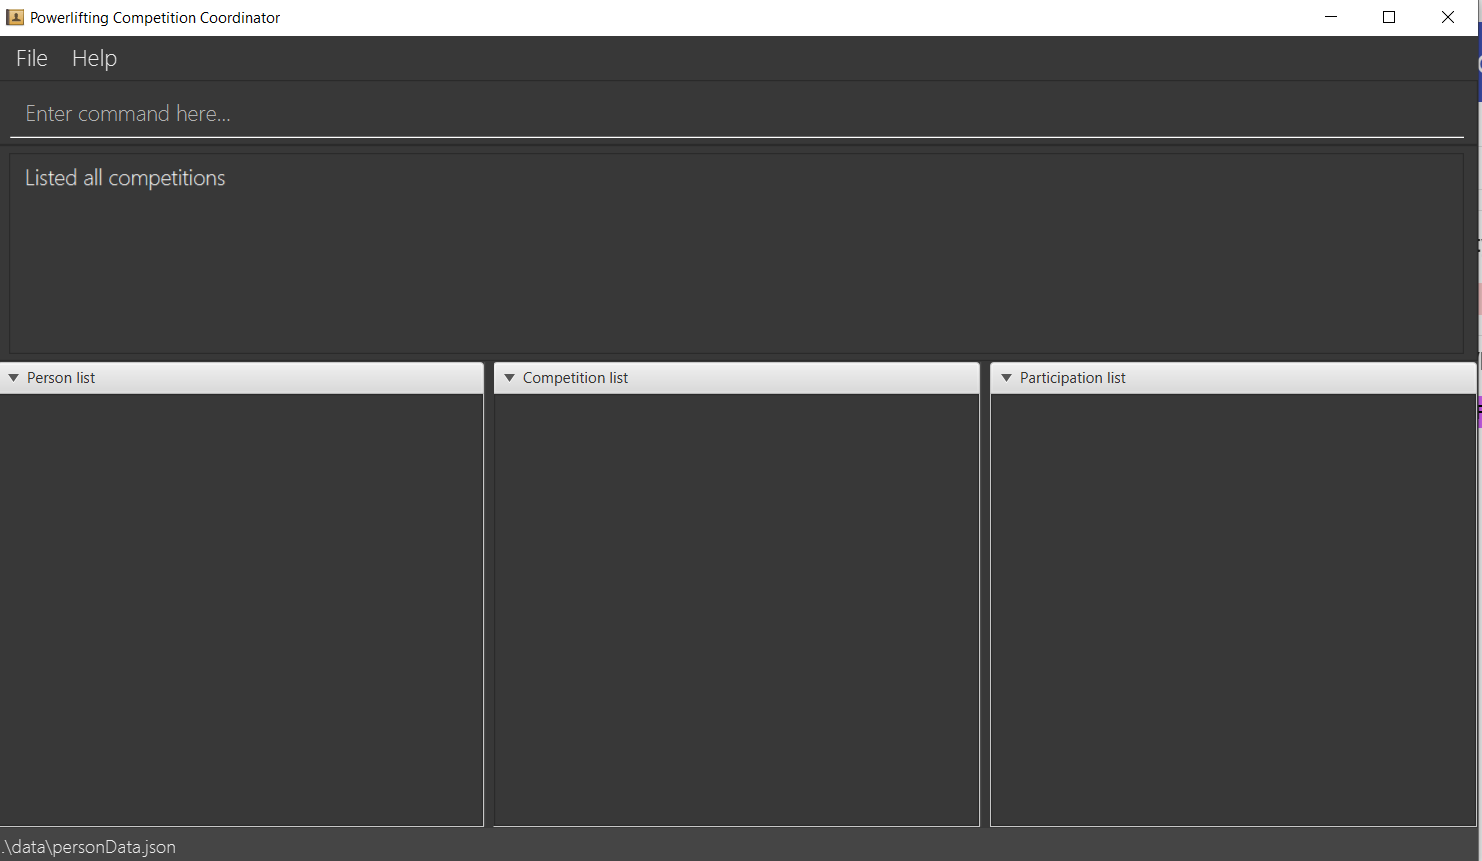 Powerlifting Competition Coordinator
File Help
Enter command here...
Listed all competitions
Person list
Competition list
Participation list
.\data\personData.json